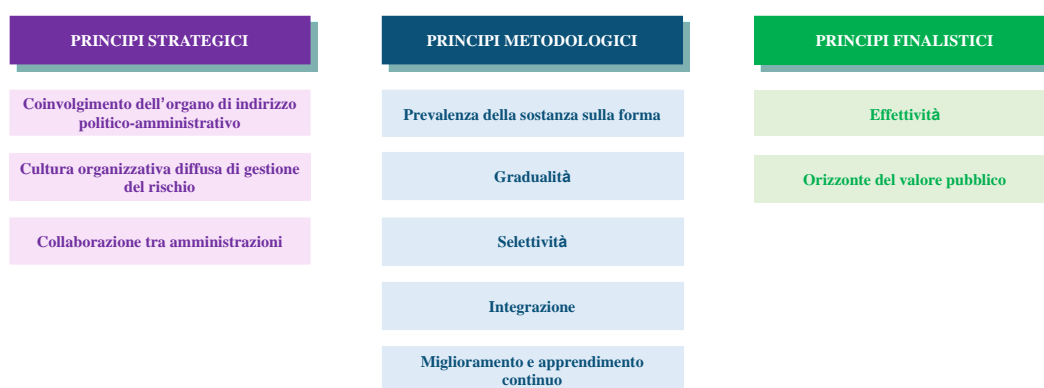 PRINCIPI STRATEGICI
Coinvolgimento dell'organo di indirizzo
politico-amministrativo
Cultura organizzativa diffusa di gestione
del rischio
Collaborazione tra amministrazioni
PRINCIPI METODOLOGICI
Prevalenza della sostanza sulla forma
Gradualità
Selettività
Integrazione
Miglioramento e apprendimento
continuo
PRINCIPI FINALISTICI
Effettività
Orizzonte del valore pubblico